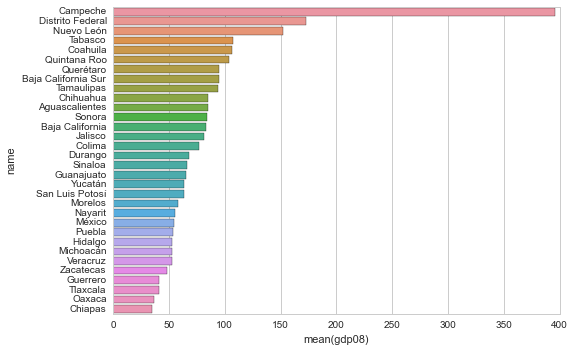 Campeche
Distrito Federal
Nuevo León
Tabasco
Coahuila
Quintana Roo
Querétaro
Baja California Sur
Tamaulipas
Chihuahua
Aguascalientes
Sonora
Baja California
Jalisco
Colima
Durango
Sinaloa
Guanajuato
Yucatán
San Luis Potosi
Morelos
Nayarit
México
Puebla
Hidalgo
Michoacán
Veracruz
Zacatecas
Guerrero
Tlaxcala
Oaxaca
Chiapas
name
0 50 100 150 200 250 300 350 400
mean(gdp08)